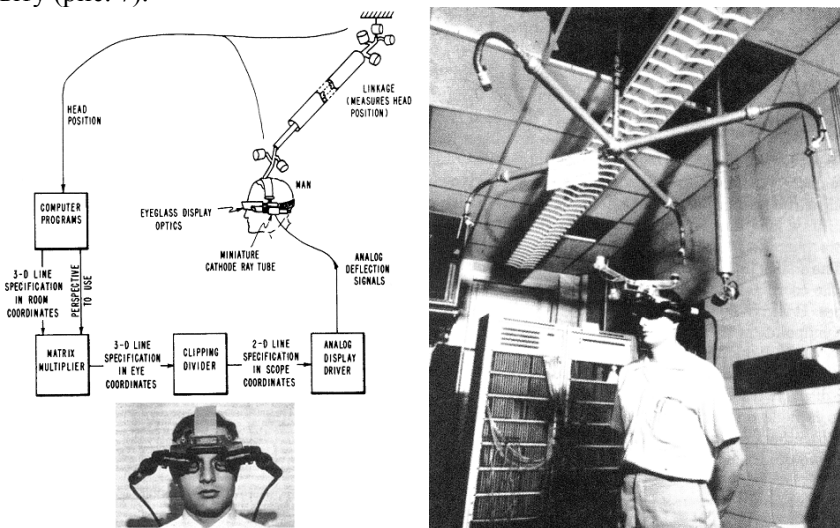 (рис. 7).
LINKAGE
(MEASURES HEAD
POSITION)
HEAD
POSITION
MAN
EYEGLASS DISPLAY
OPTICS
MINIATURE
CATHODE RAY TUBE
COMPUTER
PROGRAMS
ANALOG
DEFLECTION
SIGNALS
3-D LINE
SPECIFICATION
IN ROOM
COORDINATES
PERSPECTIVE
TO USE
MATRIX
MULTIPLIER
3-D LINE
SPECIFICATION
IN EYE
COORDINATES
CLIPPING
DIVIDER
2-D LINE
SPECIFICATION
IN SCOPE
COORDINATES
ANALOG
DISPLAY
DRIVER